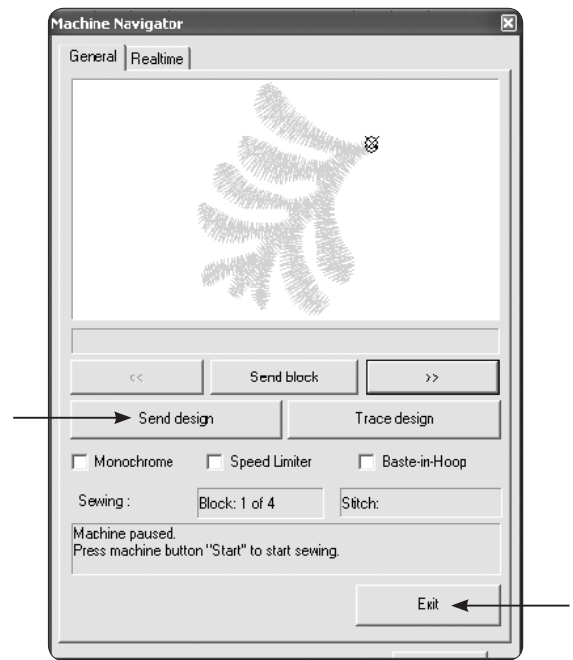 Machine Navigator
General Realtime
<< Send block >>
Send design Trace design
Monochrome Speed Limiter Baste-in-Hoop
Sewing : Block: 1 of 4 Stitch:
Machine paused.
Press machine button "Start" to start sewing.
Exit